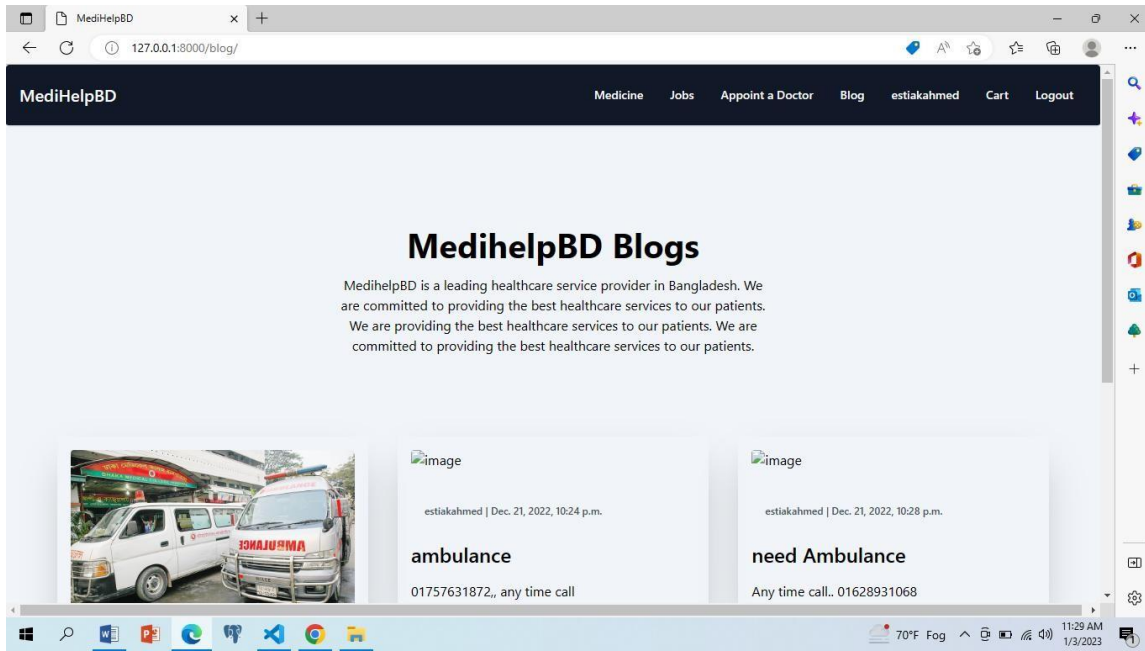 MediHelpBD
127.0.0.1:8000/blog/
MediHelpBD Medicine Jobs Appoint a Doctor Blog estiakahmed Cart Logout
MedihelpBD Blogs
MedihelpBD is a leading healthcare service provider in Bangladesh. We
are committed to providing the best healthcare services to our patients.
We are providing the best healthcare services to our patients. We are
committed to providing the best healthcare services to our patients.
AMBULANCE
image
estiakahmed | Dec. 21, 2022, 10:24 p.m.
ambulance
01757631872,, any time call
image
estiakahmed | Dec. 21, 2022, 10:28 p.m.
need Ambulance
Any time call.. 01628931068
70°F Fog
11:29 AM
1/3/2023